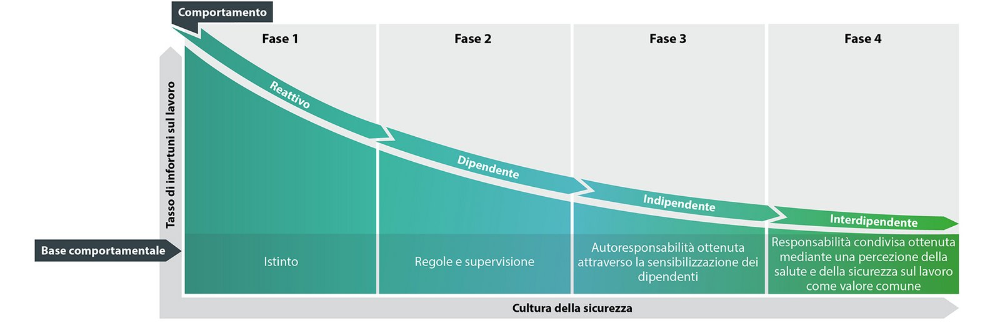 Comportamento
Fase 1
Fase 2
Fase 3
Fase 4
Tasso di infortuni sul lavoro
Reattivo
Dipendente
Indipendente
Interdipendente
Base comportamentale
Istinto
Regole e supervisione
Autoresponsabilità ottenuta
attraverso la sensibilizzazione dei
dipendenti
Responsabilità condivisa ottenuta
mediante una percezione della
salute e della sicurezza sul lavoro
come valore comune
Cultura della sicurezza